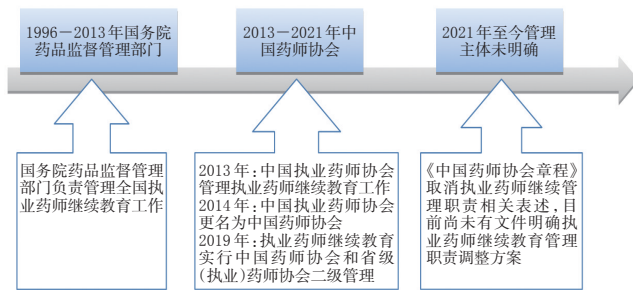 1996－2013年国务院
药品监督管理部门
2013－2021年中
国药师协会
2021年至今管理
主体未明确
国务院药品监督管理
部门负责管理全国执
业药师继续教育工作
2013年:中国执业药师协会
管理执业药师继续教育工作
2014年:中国执业药师协会
更名为中国药师协会
2019年:执业药师继续教育
实行中国药师协会和省级
(执业)药师协会二级管理
《中国药师协会章程》
取消执业药师继续管
理职责相关表述,目
前尚未有文件明确执
业药师继续教育管理
职责调整方案